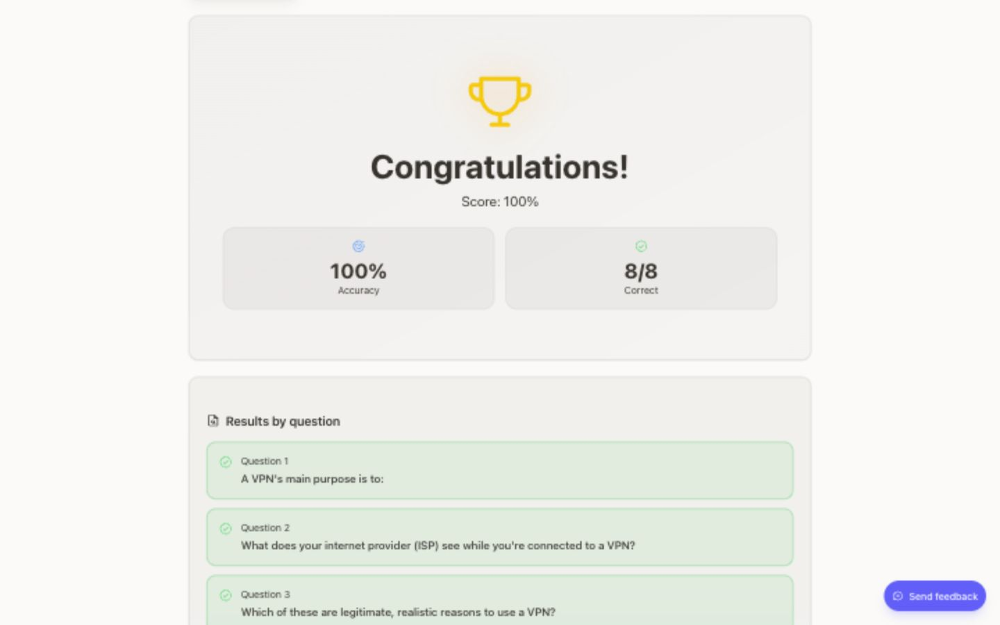 Congratulations!
Score: 100%
100%
Accuracy
8/8
Correct
Results by question
Question 1
A VPN's main purpose is to:
Question 2
What does your internet provider (ISP) see while you're connected to a VPN?
Question 3
Which of these are legitimate, realistic reasons to use a VPN?
Send feedback